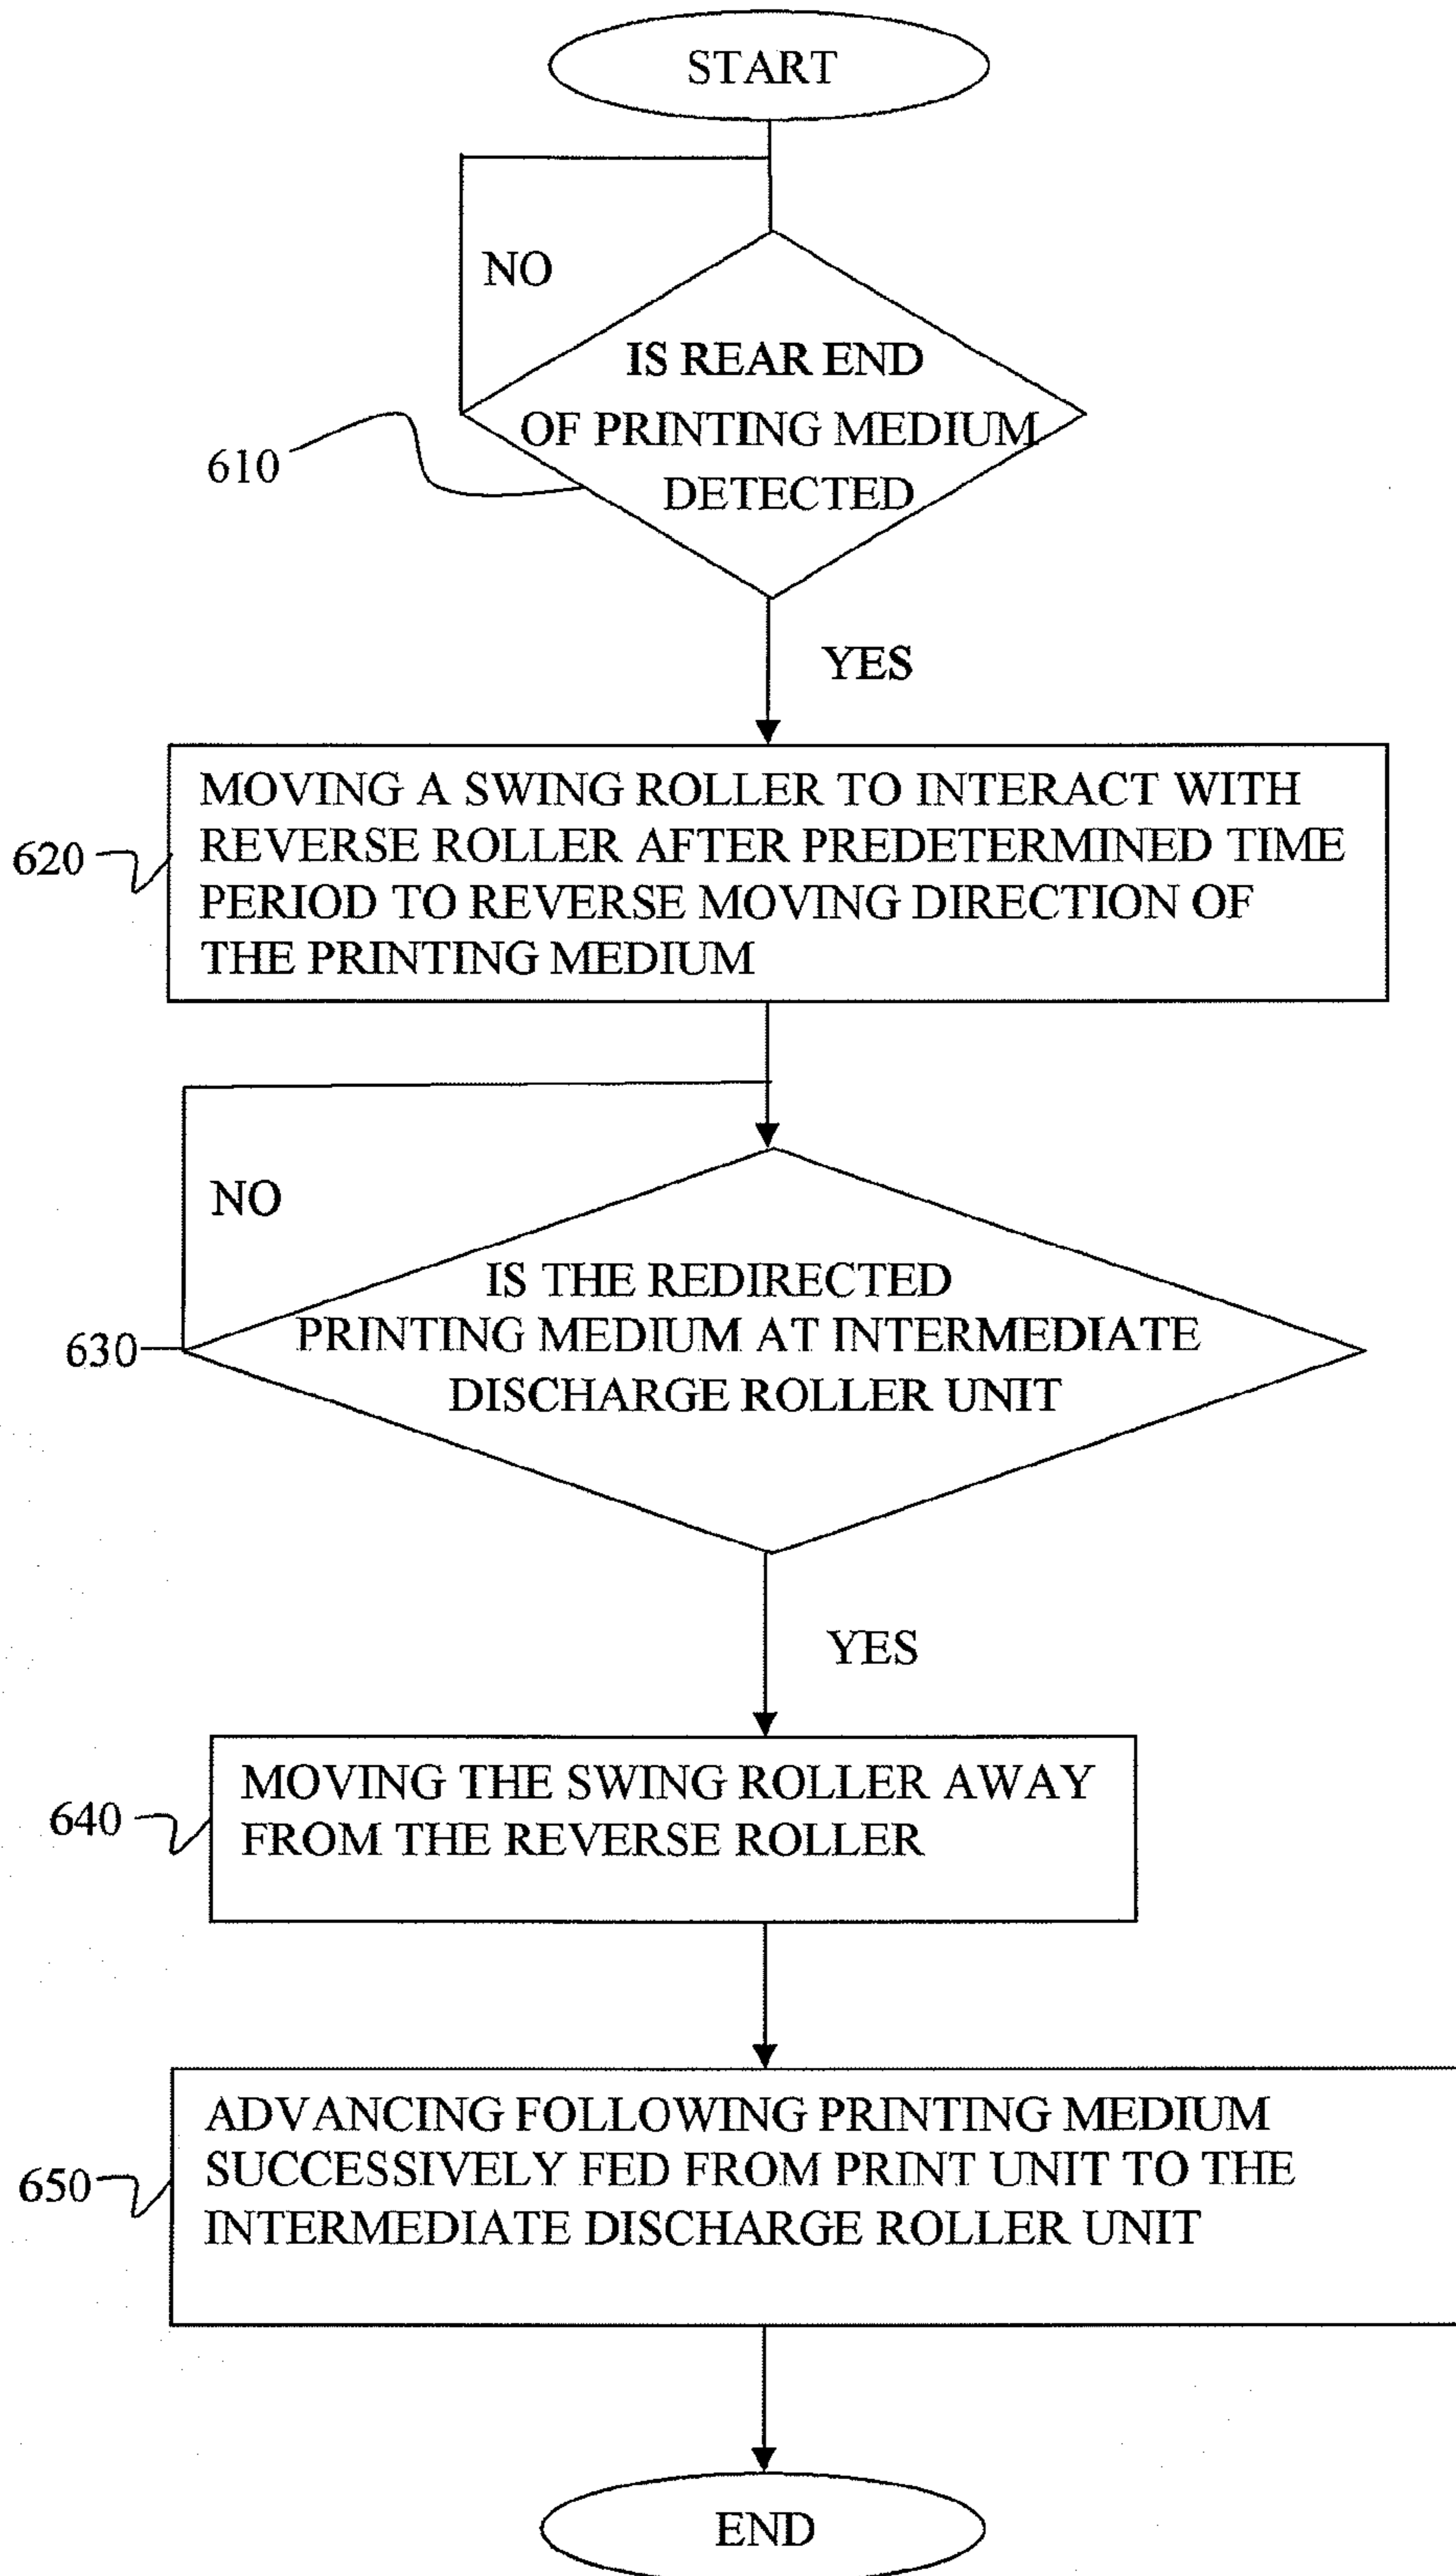 START
NO
IS REAR END
OF PRINTING MEDIUM
DETECTED
610
YES
MOVING A SWING ROLLER TO INTERACT WITH
REVERSE ROLLER AFTER PREDETERMINED TIME
PERIOD TO REVERSE MOVING DIRECTION OF
THE PRINTING MEDIUM
620
NO
IS THE REDIRECTED
PRINTING MEDIUM AT INTERMEDIATE
DISCHARGE ROLLER UNIT
630
YES
MOVING THE SWING ROLLER AWAY
FROM THE REVERSE ROLLER
640
ADVANCING FOLLOWING PRINTING MEDIUM
SUCCESSIVELY FED FROM PRINT UNIT TO THE
INTERMEDIATE DISCHARGE ROLLER UNIT
650
END